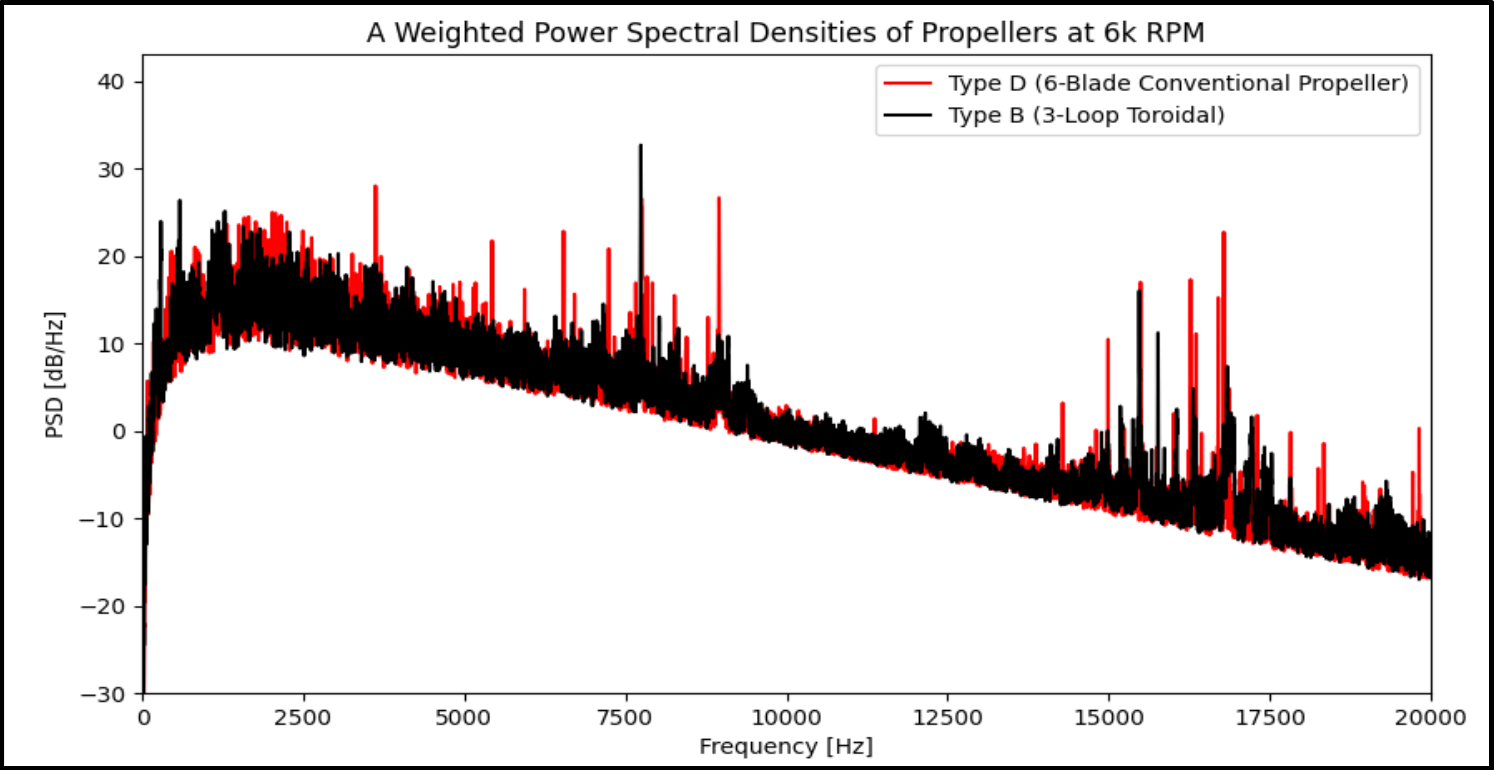 A Weighted Power Spectral Densities of Propellers at 6k RPM
Type D (6-Blade Conventional Propeller)
Type B (3-Loop Toroidal)
PSD [dB/Hz]
40
30
20
10
0
−10
−20
−30
0 2500 5000 7500 10000 12500 15000 17500 20000
Frequency [Hz]